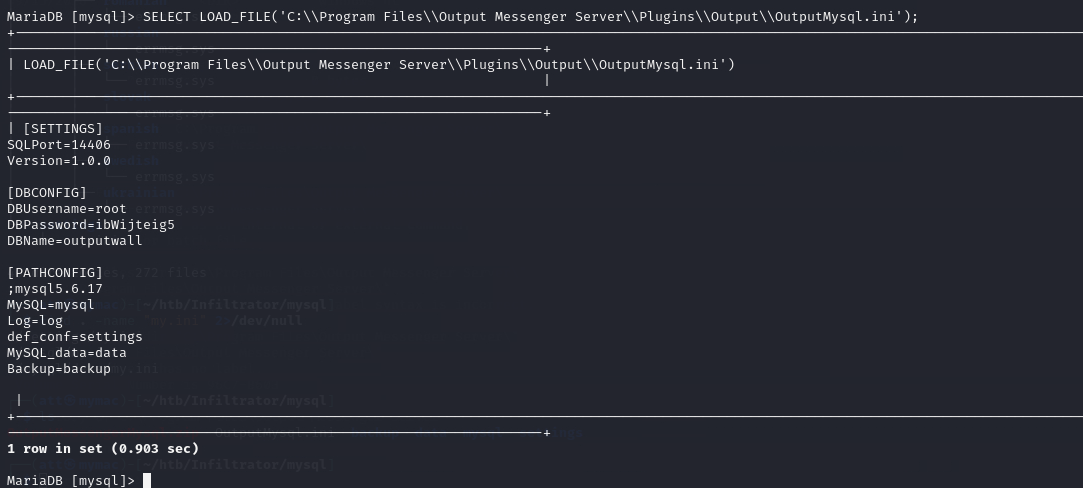 MariaDB [mysql]> SELECT LOAD_FILE('C:\\Program Files\\Output Messenger Server\\Plugins\\Output\\OutputMysql.ini');
| LOAD_FILE('C:\\Program Files\\Output Messenger Server\\Plugins\\Output\\OutputMysql.ini')
|
| [SETTINGS]
SQLPort=14406
Version=1.0.0
[DBCONFIG]
DBUsername=root
DBPassword=ibWijteig5
DBName=outputwall
[PATHCONFIG]
;mysql5.6.17
MySQL=mysql
Log=log
def_conf=settings
MySQL_data=data
Backup=backup
|
1 row in set (0.903 sec)
MariaDB [mysql]>